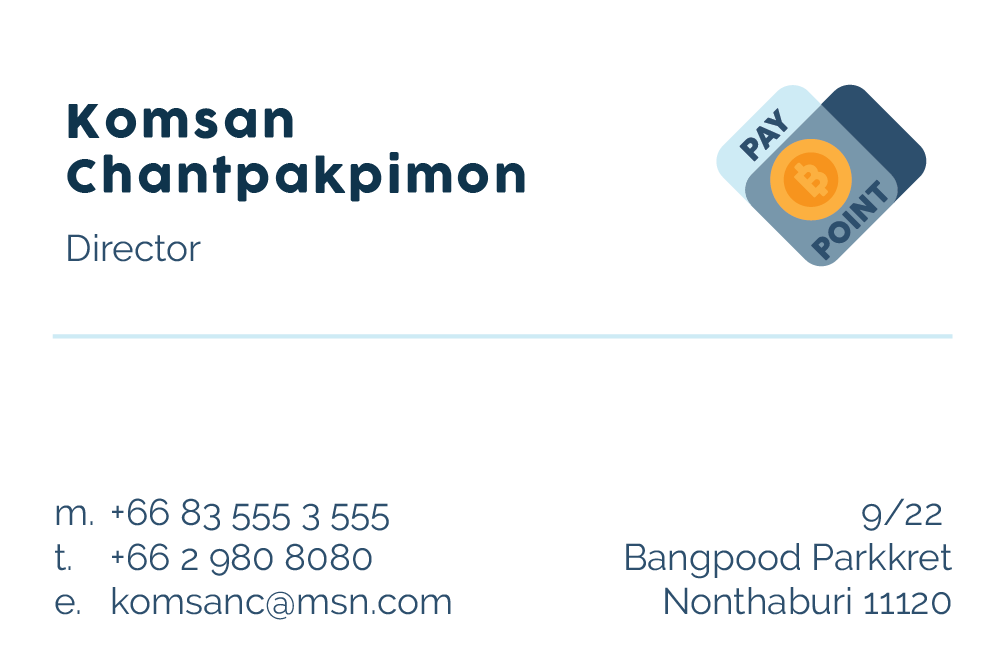 Komsan
Chantpakpimon
Director
PAY
POINT
m. +66 83 555 3 555
t. +66 2 980 8080
e. komsanc@msn.com
9/22
Bangpood Parkkret
Nonthaburi 11120